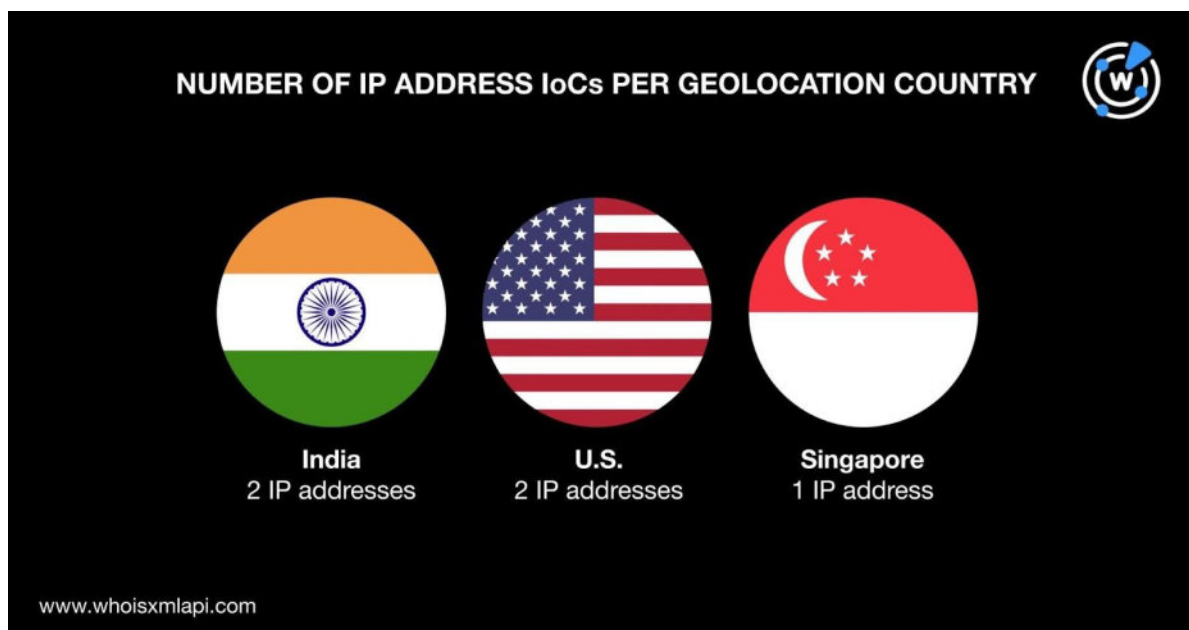 NUMBER OF IP ADDRESS IoCs PER GEOLOCATION COUNTRY
W
India
2 IP addresses
U.S.
2 IP addresses
Singapore
1 IP address
www.whoisxmlapi.com